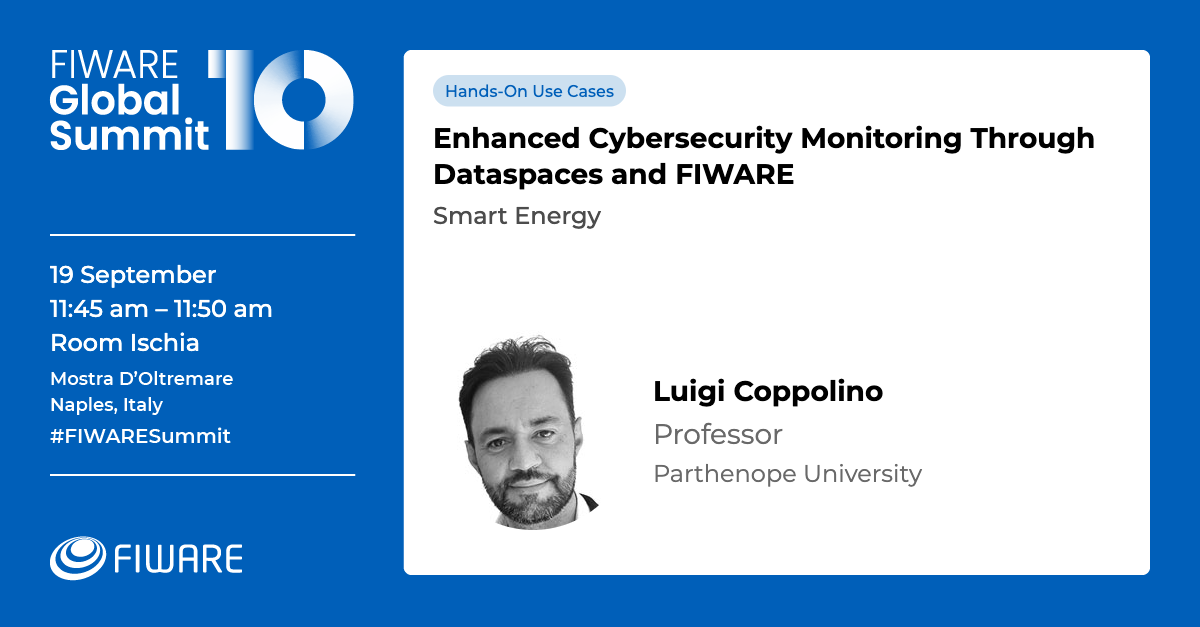 FIWARE
Global
Summit
10
19 September
11:45 am – 11:50 am
Room Ischia
Mostra D’Oltremare
Naples, Italy
#FIWARESummit
FIWARE
Hands-On Use Cases
Enhanced Cybersecurity Monitoring Through
Dataspaces and FIWARE
Smart Energy
Luigi Coppolino
Professor
Parthenope University